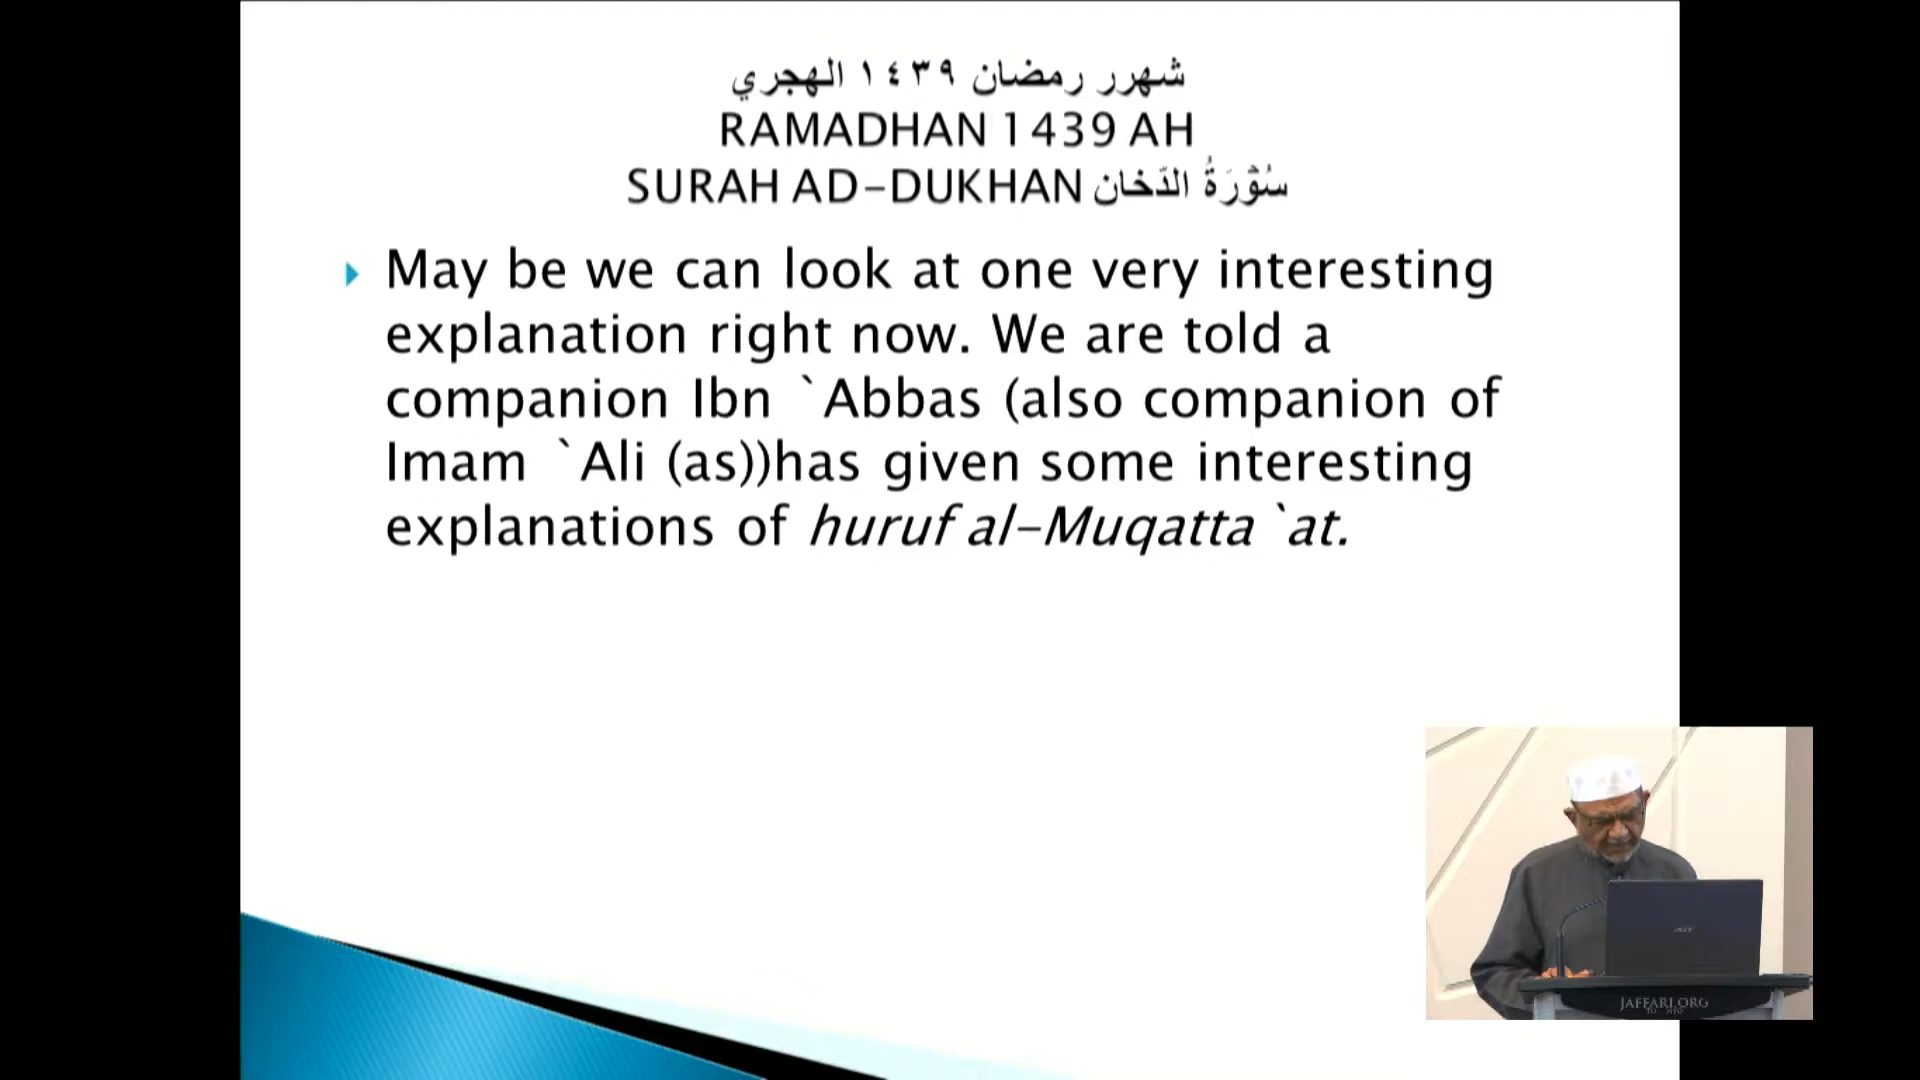 شهرر رمضان ١٤٣٩ الهجري
RAMADHAN 1439 AH
SURAH AD-DUKHAN سُوْرَةُ الدّخان
May be we can look at one very interesting
explanation right now. We are told a
companion Ibn `Abbas (also companion of
Imam `Ali (as))has given some interesting
explanations of huruf al-Muqatta`at.
JAFFARI.ORG